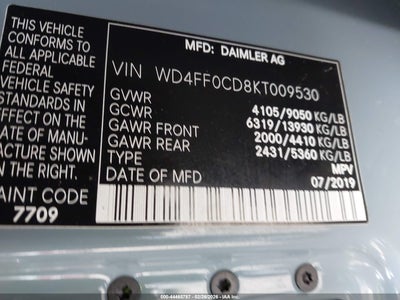 THIS VEHICLE
CONFORMS TO
ALL APPLICABLE
FEDERAL
VEHICLE SAFETY
STANDARDS IN
EFFECT ON THE
DATE OF MANU-
FACTURE SHOWN
IN THE RIGHT.
PAINT CODE
7709
MFD: DAIMLER AG
VIN WD4FF0CD8KT009530
GVWR 4105/9050 KG/LB
GCWR 6319/13930 KG/LB
GAWR FRONT 2000/4410 KG/LB
GAWR REAR 2431/5360 KG/LB
TYPE MPV
DATE OF MFD 07/2019